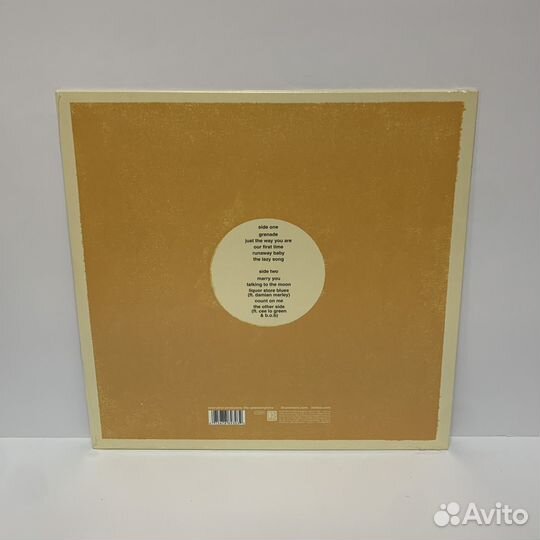 side one
grenade
just the way you are
our first time
runaway baby
the lazy song
side two
marry you
talking to the moon
liquor store blues
(ft. damian marley)
count on me
the other side
(ft. cee lo green
& b.o.b)
Avito